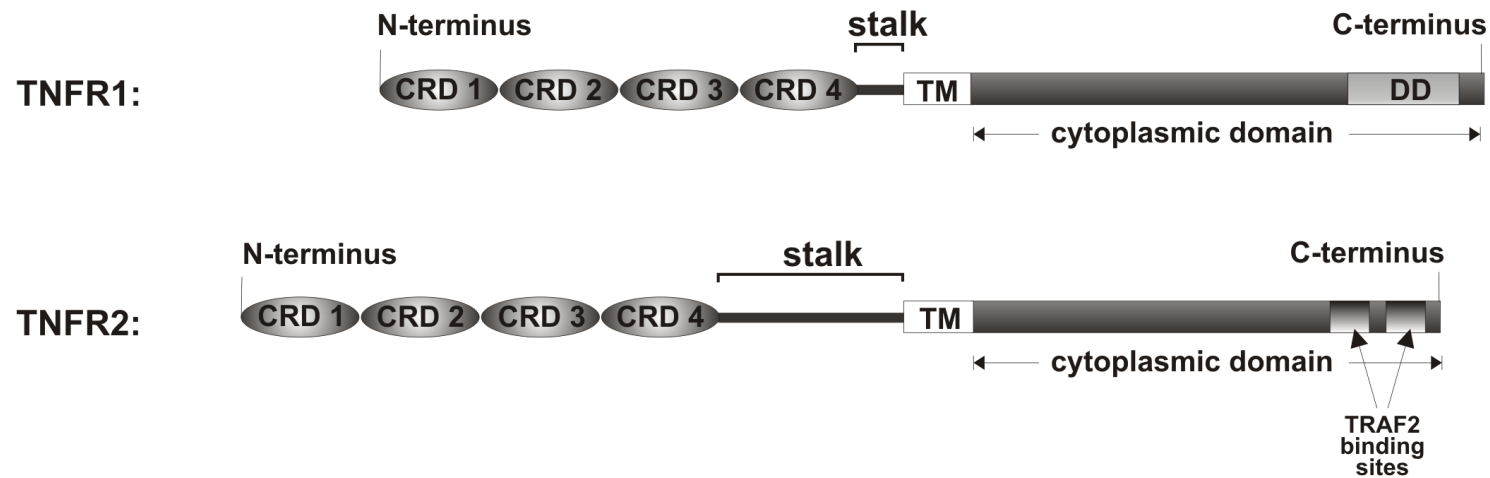 N-terminus
stalk
C-terminus
TNFR1:
CRD 1
CRD 2
CRD 3
CRD 4
TM
DD
cytoplasmic domain
N-terminus
stalk
C-terminus
TNFR2:
CRD 1
CRD 2
CRD 3
CRD 4
TM
cytoplasmic domain
TRAF2
binding
sites